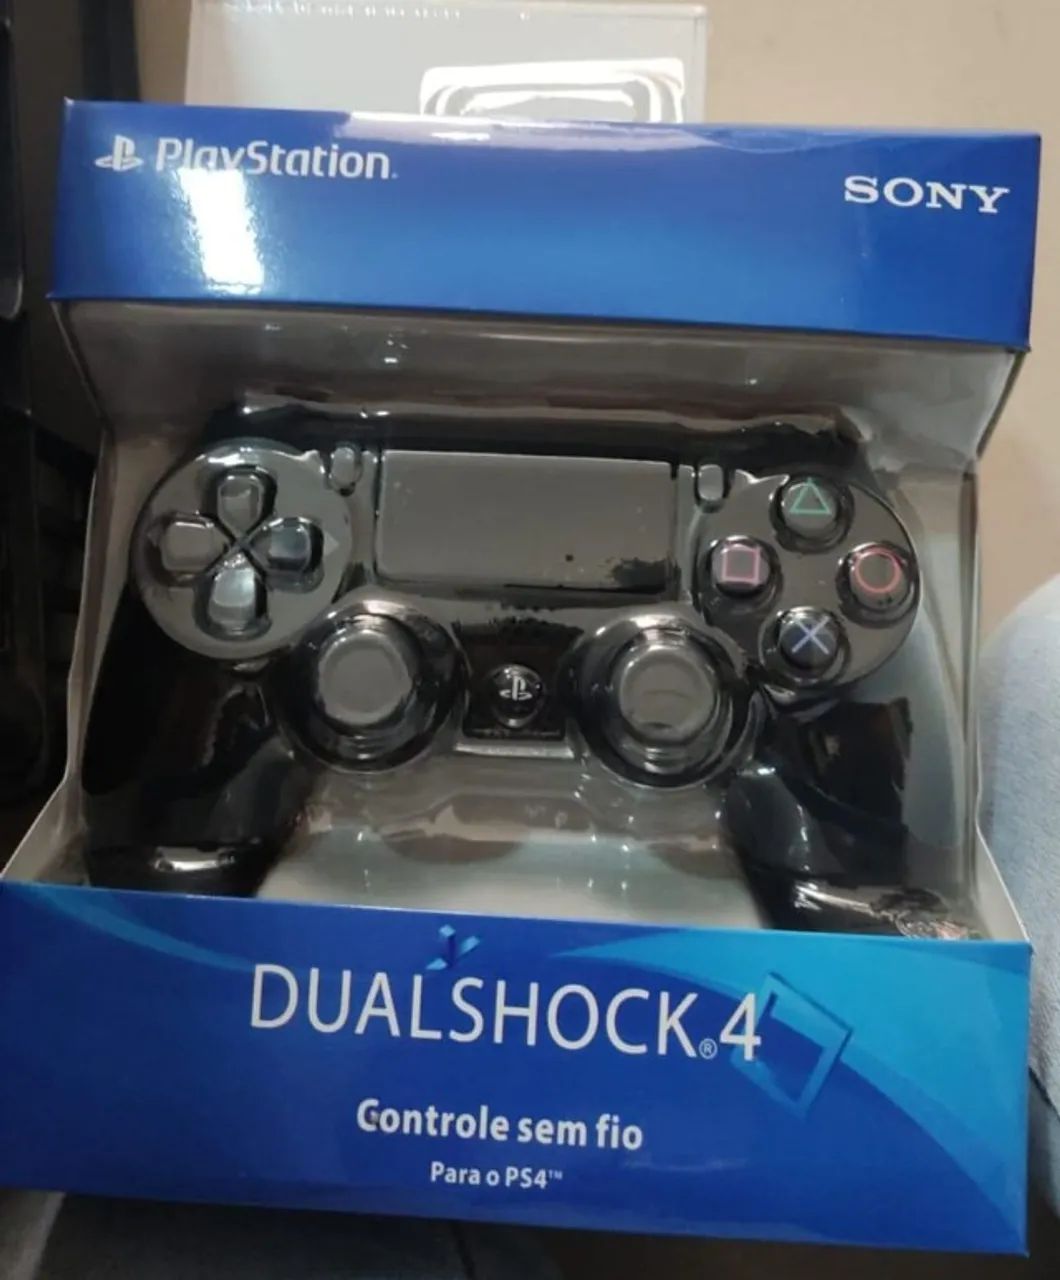 PlayStation.
SONY
DUALSHOCK®4
Controle sem fio
Para o PS4™